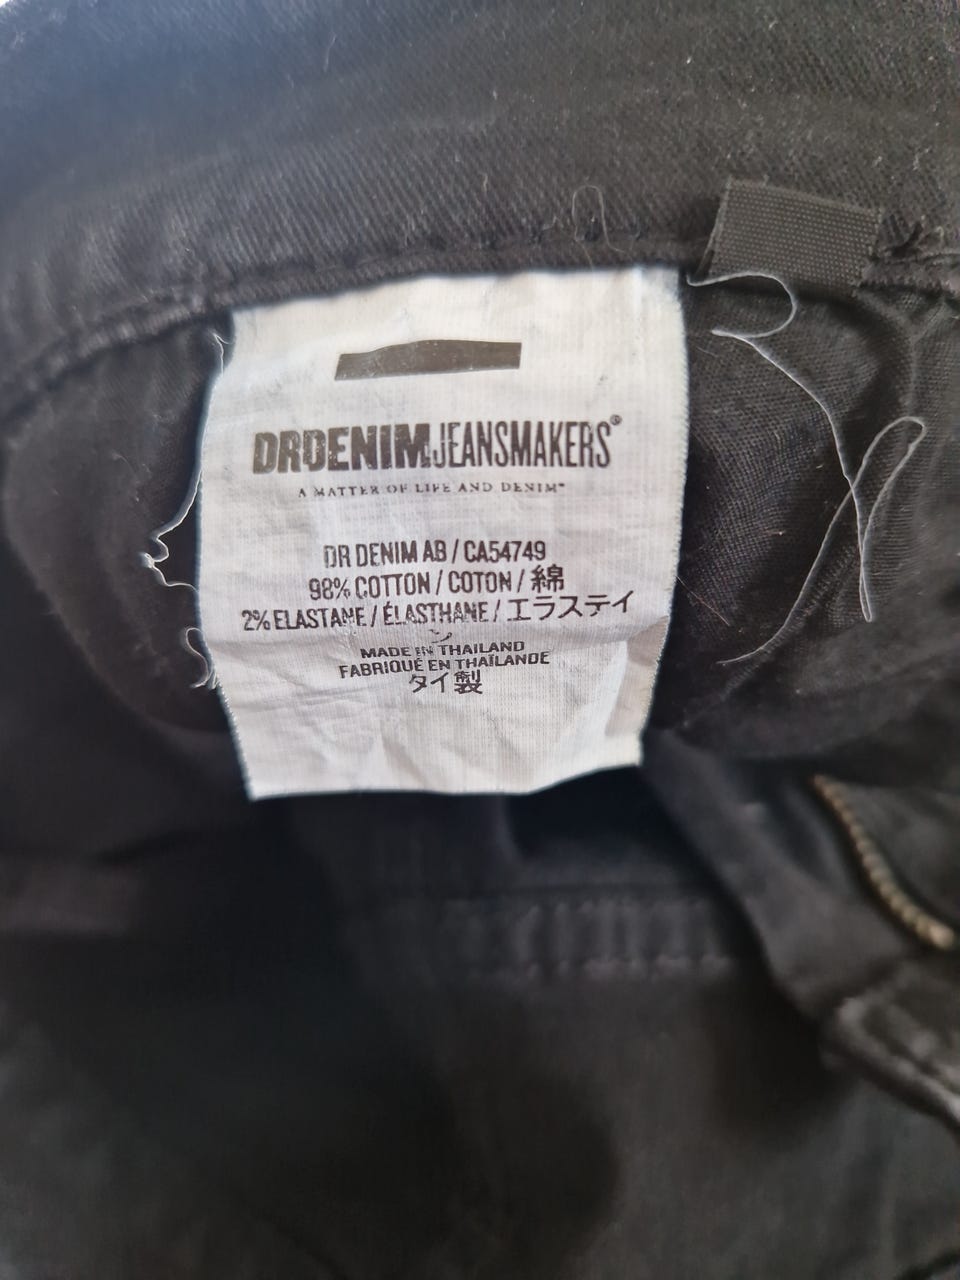 DRDENIMJEANSMAKERS®
A MATTER OF LIFE AND DENIM™
DR DENIM AB / CA54749
98% COTTON / COTON / 綿
2% ELASTANE / ÉLASTHANE / エラステイ
ン
MADE IN THAILAND
FABRIQUÉ EN THAÏLANDE
タイ製